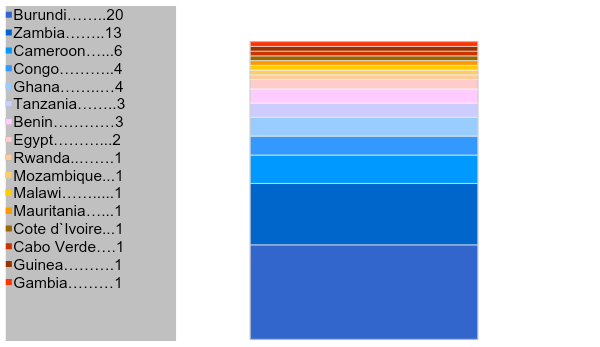 Burundi……..20
Zambia……..13
Cameroon…...6
Congo………..4
Ghana…….…4
Tanzania……..3
Benin…………3
Egypt………...2
Rwanda..…….1
Mozambique...1
Malawi…….....1
Mauritania…...1
Cote d`Ivoire...1
Cabo Verde….1
Guinea……….1
Gambia………1